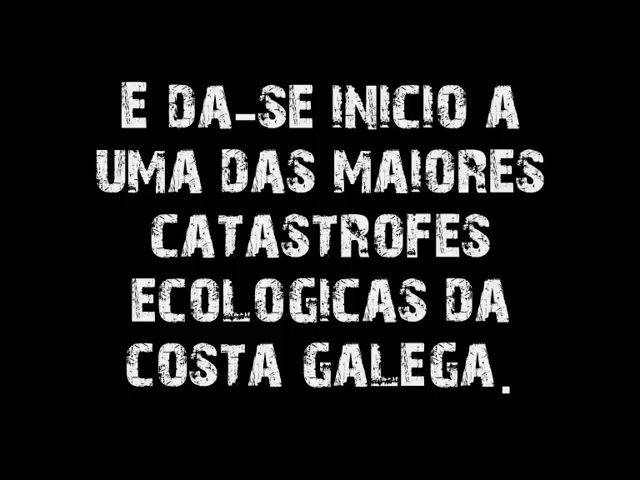 E DA-SE INICIO A
UMA DAS MAIORES
CATASTROFES
ECOLOGICAS DA
COSTA GALEGA.